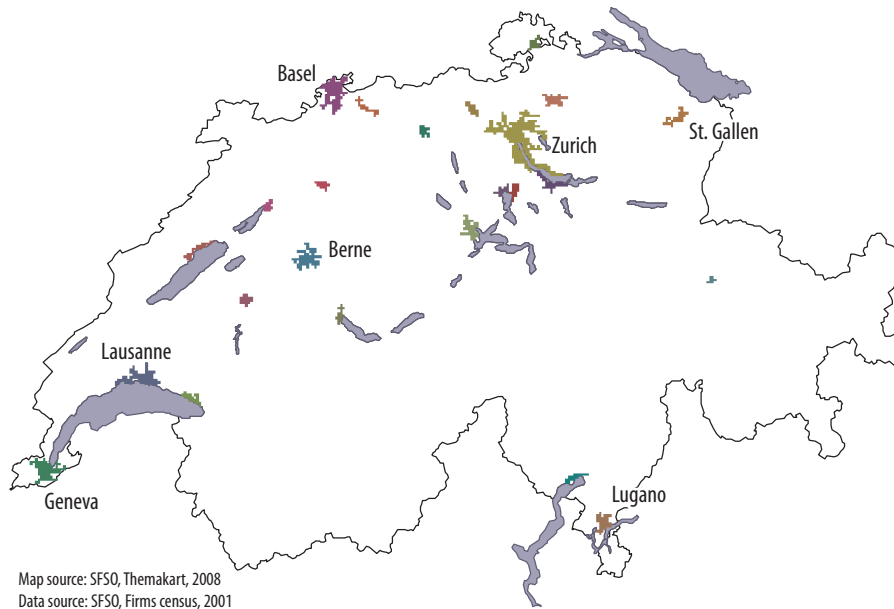 Basel
Zurich
St. Gallen
Berne
Lausanne
Geneva
Lugano
Map source: SFSO, Themakart, 2008
Data source: SFSO, Firms census, 2001